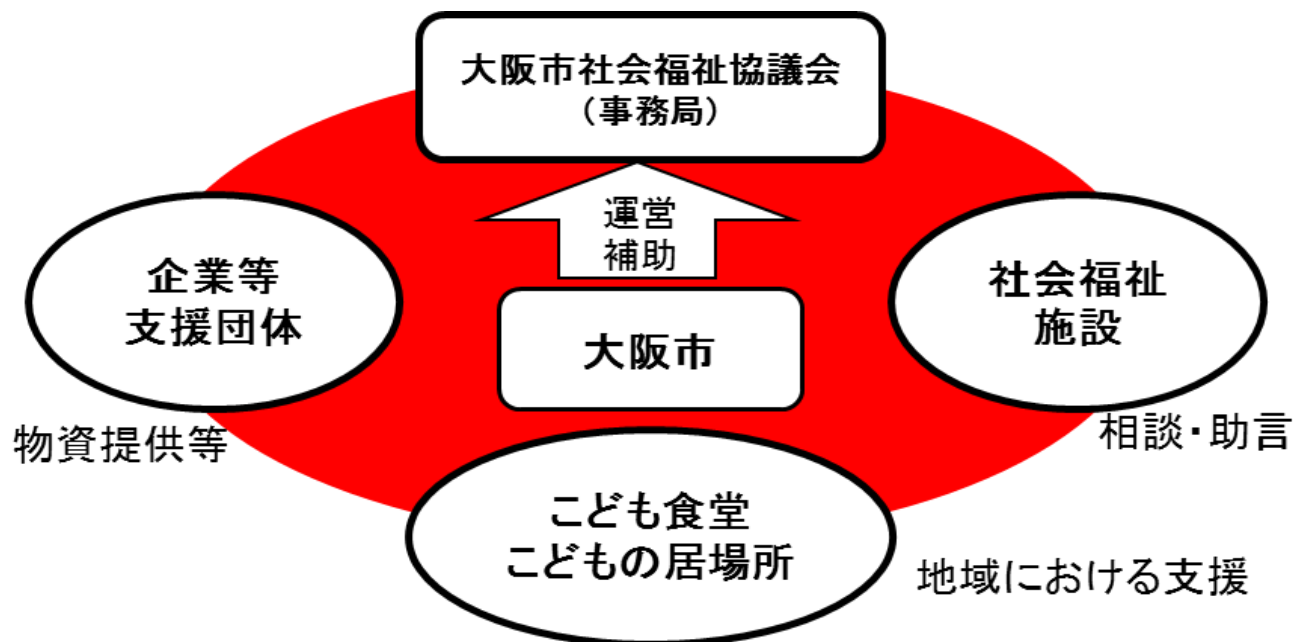 大阪市社会福祉協議会
（事務局）
運営
補助
企業等
支援団体
社会福祉
施設
大阪市
物資提供等
相談・助言
こども食堂
こどもの居場所
地域における支援